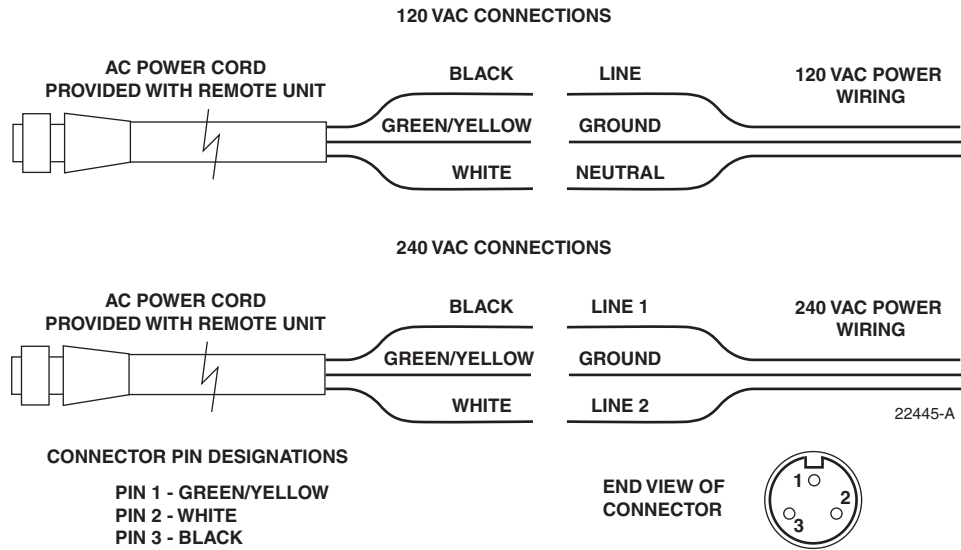 120 VAC CONNECTIONS
AC POWER CORD
PROVIDED WITH REMOTE UNIT
BLACK
LINE
120 VAC POWER
WIRING
GREEN/YELLOW
GROUND
WHITE
NEUTRAL
240 VAC CONNECTIONS
AC POWER CORD
PROVIDED WITH REMOTE UNIT
BLACK
LINE 1
240 VAC POWER
WIRING
GREEN/YELLOW
GROUND
WHITE
LINE 2
22445-A
CONNECTOR PIN DESIGNATIONS
PIN 1 - GREEN/YELLOW
PIN 2 - WHITE
PIN 3 - BLACK
END VIEW OF
CONNECTOR
1
2
3